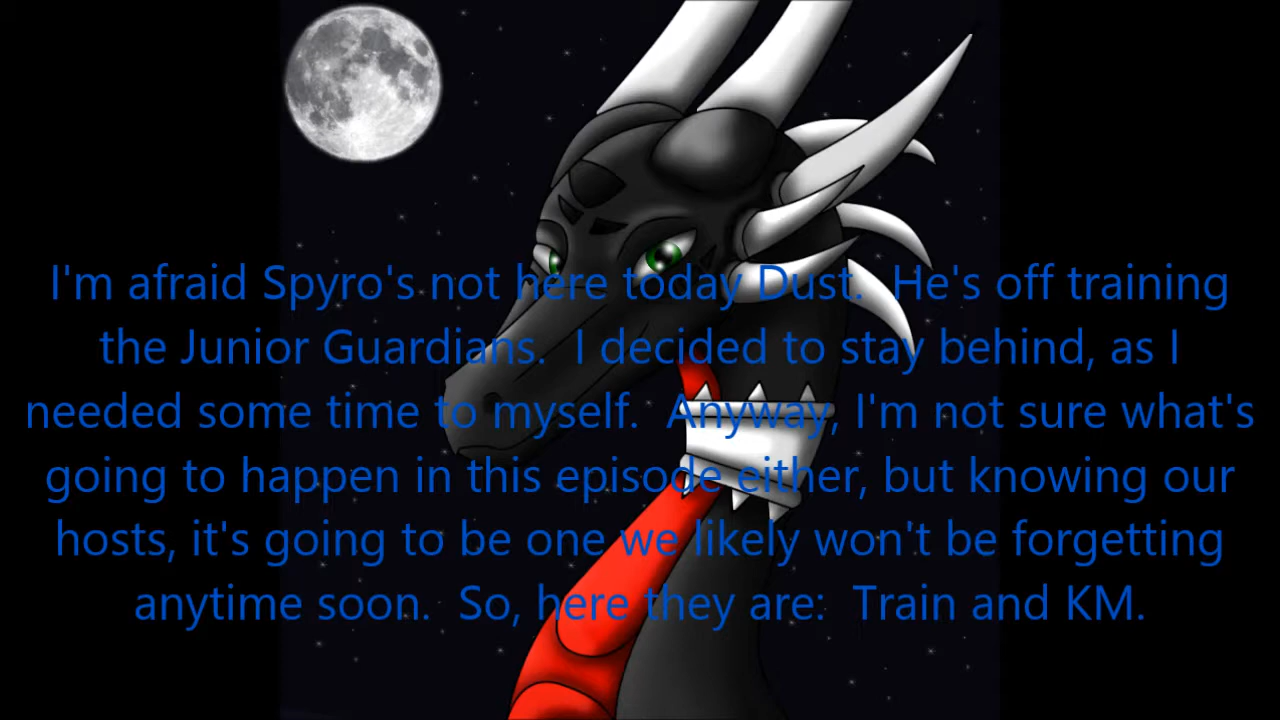 I'm afraid Spyro's not here today Dust.  He's off training
the Junior Guardians.  I decided to stay behind, as I
needed some time to myself.  Anyway, I'm not sure what's
going to happen in this episode either, but knowing our
hosts, it's going to be one we likely won't be forgetting
anytime soon.  So, here they are:  Train and KM.